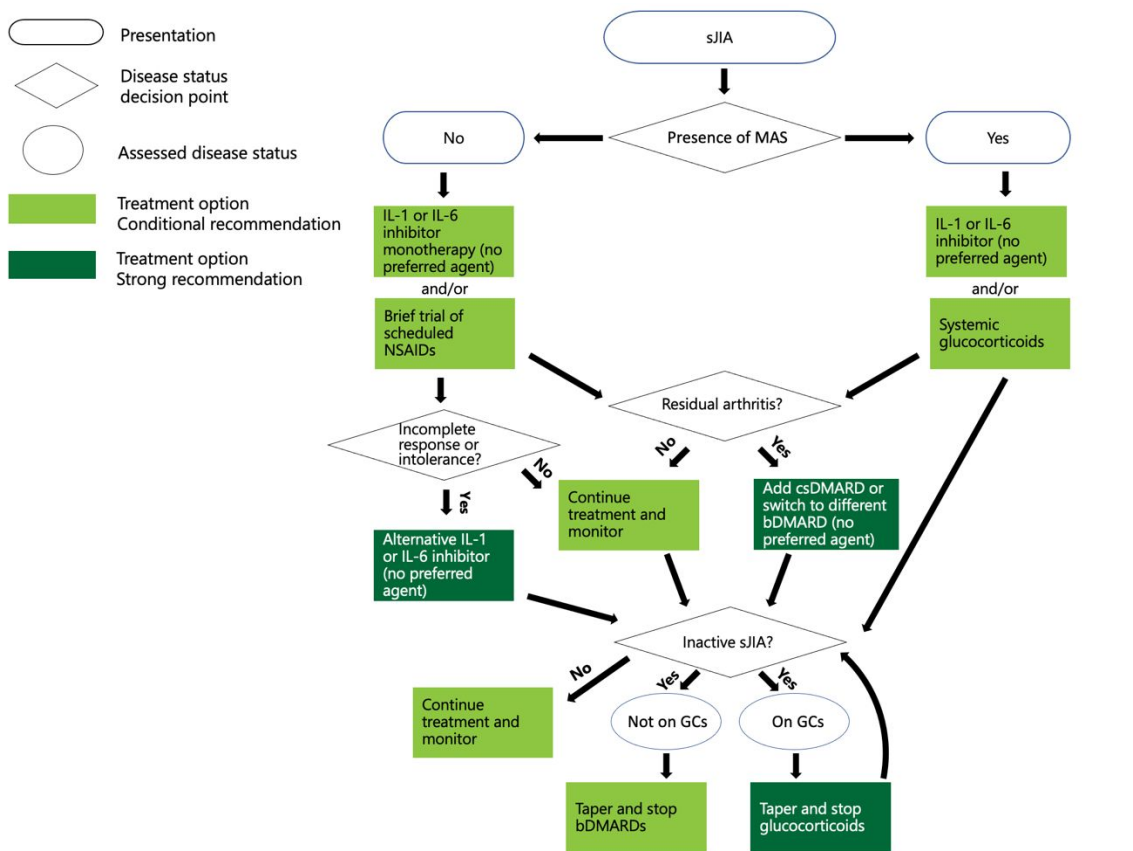 Presentation
Disease status
decision point
Assessed disease status
Treatment option
Conditional recommendation
Treatment option
Strong recommendation
sJIA
Presence of MAS
No
Yes
IL-1 or IL-6
inhibitor
monotherapy (no
preferred agent)
and/or
Brief trial of
scheduled
NSAIDs
IL-1 or IL-6
inhibitor (no
preferred agent)
and/or
Systemic
glucocorticoids
Residual arthritis?
Incomplete
response or
intolerance?
No
Yes
No
Yes
Continue
treatment and
monitor
Add csDMARD or
switch to different
bDMARD (no
preferred agent)
Alternative IL-1
or IL-6 inhibitor
(no preferred
agent)
Inactive sJIA?
No
Yes
Yes
Continue
treatment and
monitor
Not on GCs
On GCs
Taper and stop
bDMARDs
Taper and stop
glucocorticoids